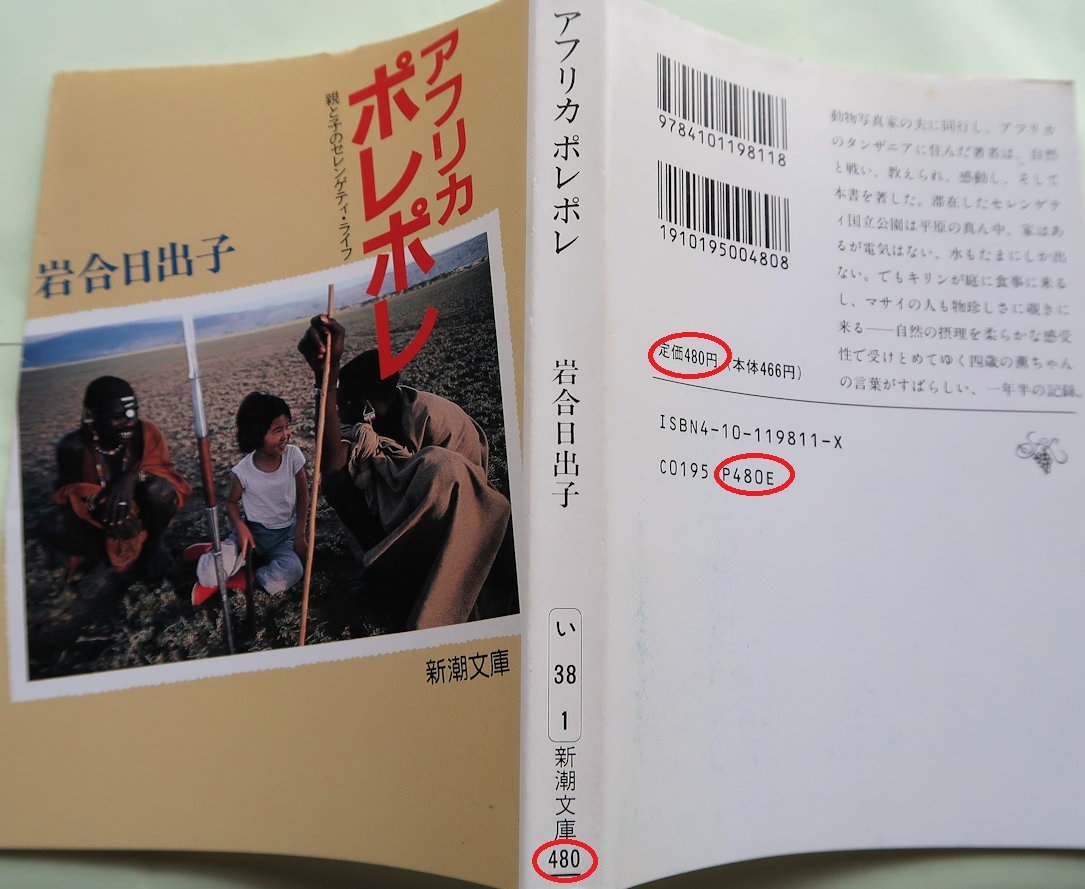 アフリカ
ポレポレ
親と子のセレンゲティ・ライフ
岩合日出子
新潮文庫
アフリカポレポレ
岩合日出子
い
38
1
新潮文庫
480
9784101198118
1910195004808
定価480円(本体466円)
ISBN4-10-119811-X
C0195 P480E
動物写真家の夫に同行し、アフリカ
のタンザニアに住んだ著者は、自然
と戦い、教えられ、感動し、そして
本書を著した。滞在したセレンゲテ
ィ国立公園は平原の真ん中、家はあ
るが電気はない、水もたまにしか出
ない。でもキリンが庭に食事に来る
し、マサイの人も物珍しさに覗きに
来る――自然の摂理を柔らかな感受
性で受けとめてゆく四歳の薫ちゃん
の言葉がすばらしい、一年半の記録。